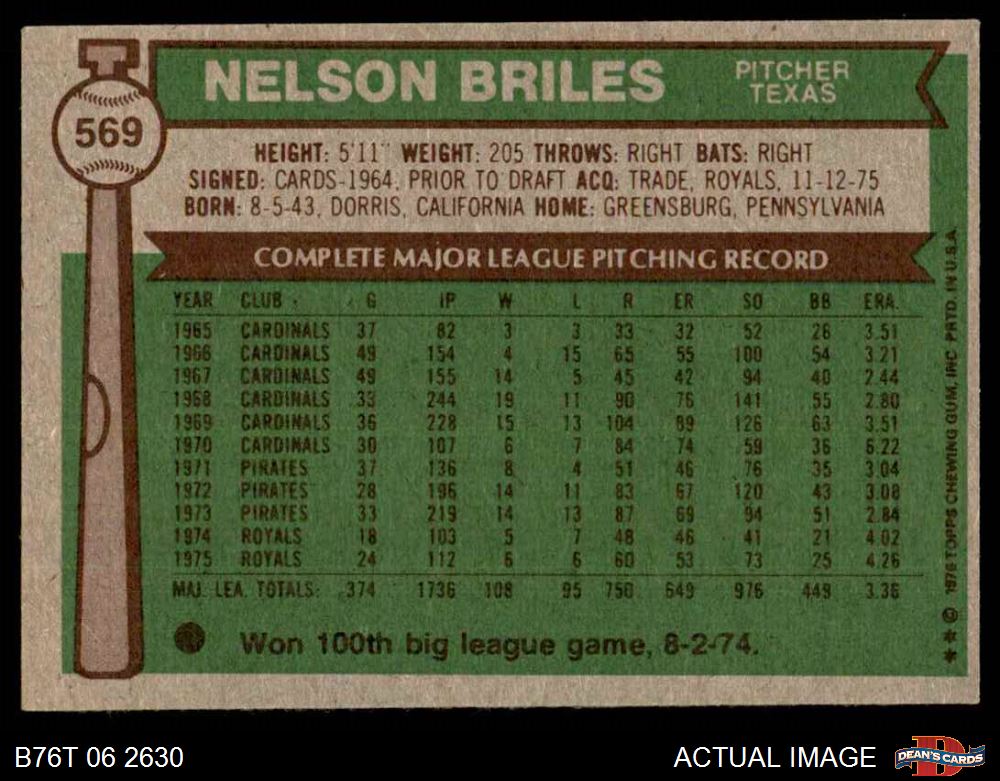 569
NELSON BRILES
PITCHER
TEXAS
HEIGHT: 5'11" WEIGHT: 205 THROWS: RIGHT BATS: RIGHT
SIGNED: CARDS-1964, PRIOR TO DRAFT ACQ: TRADE, ROYALS, 11-12-75
BORN: 8-5-43, DORRIS, CALIFORNIA HOME: GREENSBURG, PENNSYLVANIA
COMPLETE MAJOR LEAGUE PITCHING RECORD
YEAR CLUB G IP W L R ER SO BB ERA.
1965 CARDINALS 37 82 3 3 33 32 52 26 3.51
1966 CARDINALS 49 154 4 15 65 55 100 54 3.21
1967 CARDINALS 49 155 14 5 45 42 94 40 2.44
1968 CARDINALS 33 244 19 11 90 76 141 55 2.80
1969 CARDINALS 36 228 15 13 104 89 126 63 3.51
1970 CARDINALS 30 107 6 7 84 74 59 36 6.22
1971 PIRATES 37 136 8 4 51 46 76 35 3.04
1972 PIRATES 28 196 14 11 83 67 120 43 3.08
1973 PIRATES 33 219 14 13 87 69 94 51 2.84
1974 ROYALS 18 103 5 7 48 46 41 21 4.02
1975 ROYALS 24 112 6 6 60 53 73 25 4.26
MAJ. LEA. TOTALS: 374 1736 108 95 750 649 976 449 3.36
Won 100th big league game, 8-2-74.
** © 1976 TOPPS CHEWING GUM, INC PRTD. IN U.S.A.
B76T 06 2630
ACTUAL IMAGE
D
DEAN'S CARDS